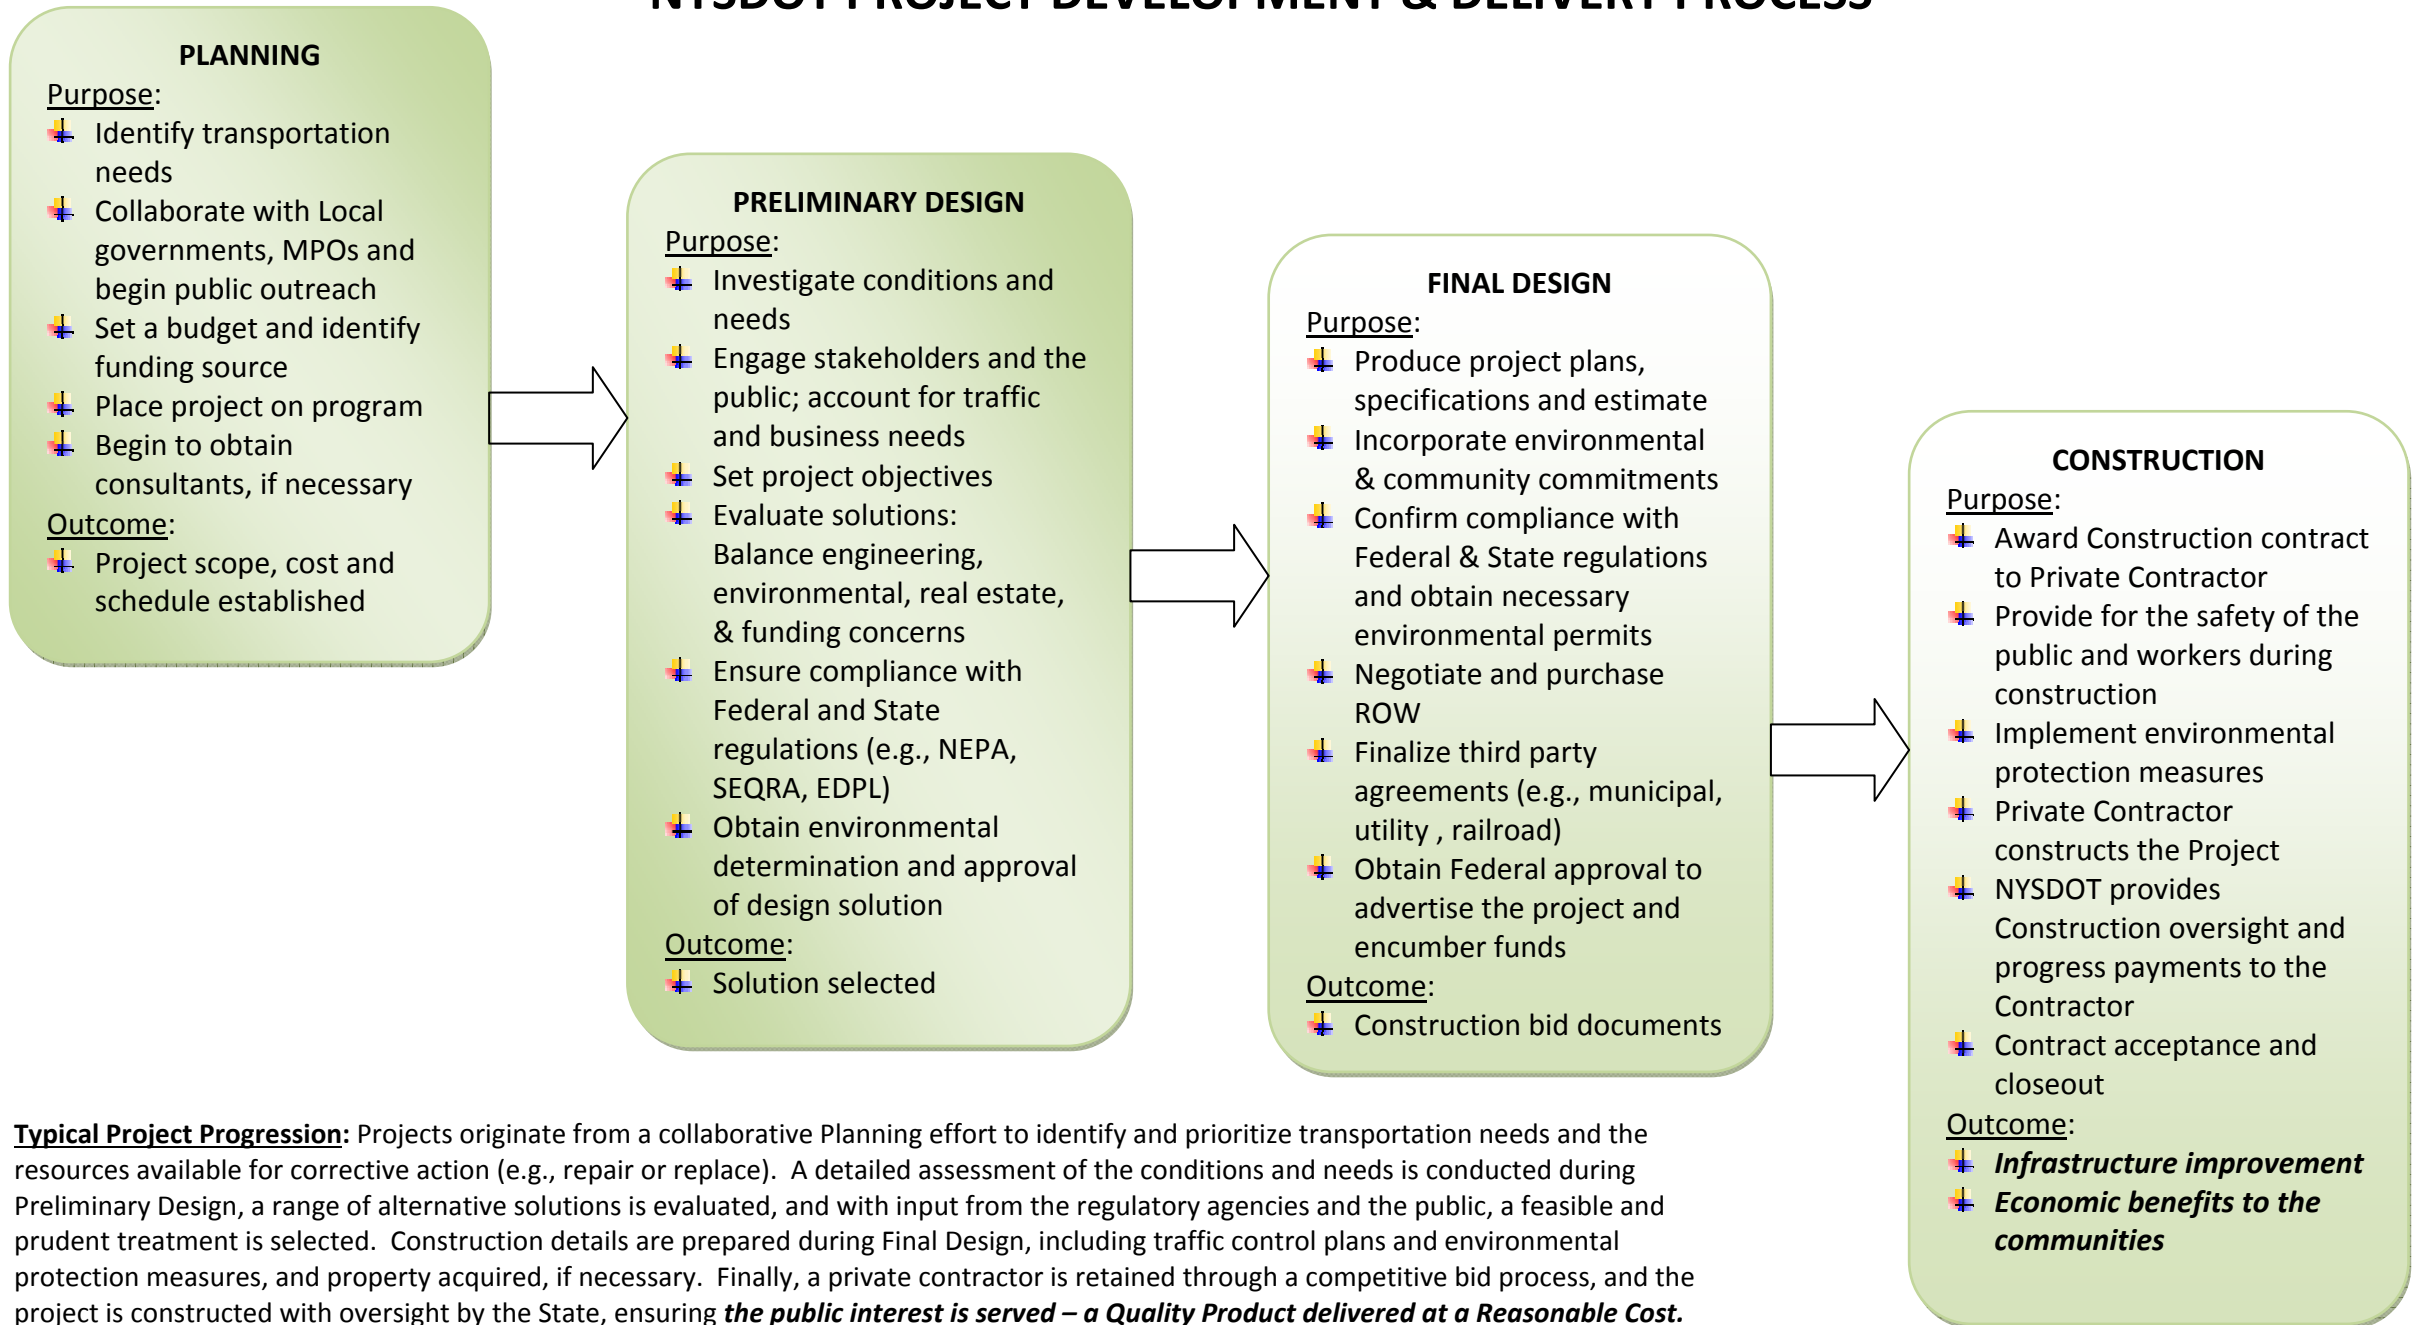 NYSDOT PROJECT DEVELOPMENT & DELIVERY PROCESS
PLANNING
Purpose:
Identify transportation
needs
Collaborate with Local
governments, MPOs and
begin public outreach
Set a budget and identify
funding source
Place project on program
Begin to obtain
consultants, if necessary
Outcome:
Project scope, cost and
schedule established
PRELIMINARY DESIGN
Purpose:
Investigate conditions and
needs
Engage stakeholders and the
public; account for traffic
and business needs
Set project objectives
Evaluate solutions:
Balance engineering,
environmental, real estate,
& funding concerns
Ensure compliance with
Federal and State
regulations (e.g., NEPA,
SEQRA, EDPL)
Obtain environmental
determination and approval
of design solution
Outcome:
Solution selected
FINAL DESIGN
Purpose:
Produce project plans,
specifications and estimate
Incorporate environmental
& community commitments
Confirm compliance with
Federal & State regulations
and obtain necessary
environmental permits
Negotiate and purchase
ROW
Finalize third party
agreements (e.g., municipal,
utility , railroad)
Obtain Federal approval to
advertise the project and
encumber funds
Outcome:
Construction bid documents
CONSTRUCTION
Purpose:
Award Construction contract
to Private Contractor
Provide for the safety of the
public and workers during
construction
Implement environmental
protection measures
Private Contractor
constructs the Project
NYSDOT provides
Construction oversight and
progress payments to the
Contractor
Contract acceptance and
closeout
Outcome:
Infrastructure improvement
Economic benefits to the
communities
Typical Project Progression: Projects originate from a collaborative Planning effort to identify and prioritize transportation needs and the
resources available for corrective action (e.g., repair or replace).  A detailed assessment of the conditions and needs is conducted during
Preliminary Design, a range of alternative solutions is evaluated, and with input from the regulatory agencies and the public, a feasible and
prudent treatment is selected.  Construction details are prepared during Final Design, including traffic control plans and environmental
protection measures, and property acquired, if necessary.  Finally, a private contractor is retained through a competitive bid process, and the
project is constructed with oversight by the State, ensuring the public interest is served – a Quality Product delivered at a Reasonable Cost.